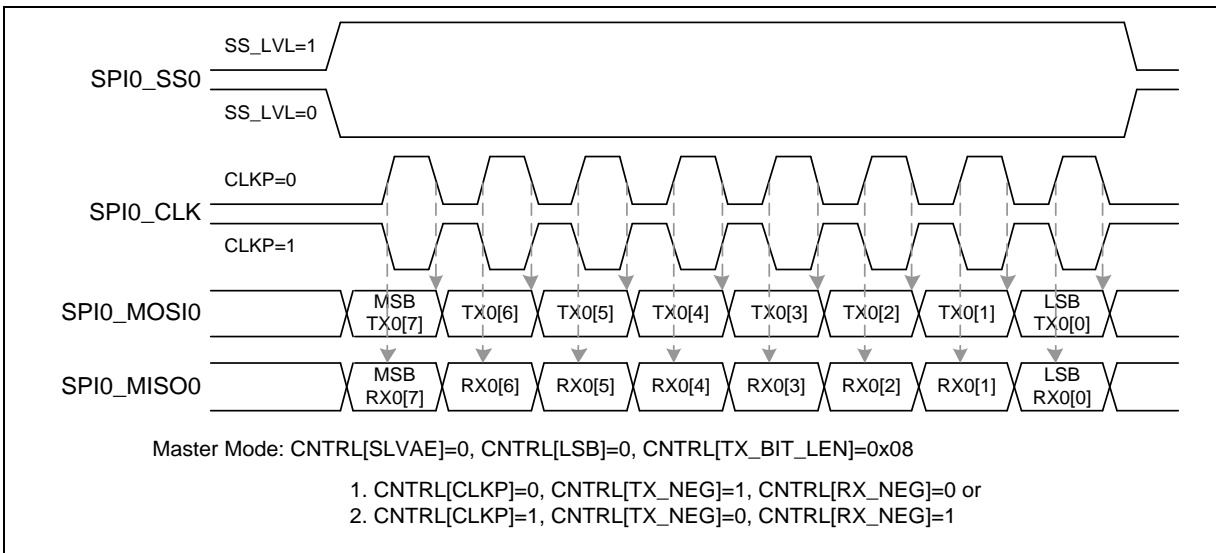 SS_LVL=1
SPI0_SS0
SS_LVL=0
CLKP=0
SPI0_CLK
CLKP=1
SPI0_MOSI0
MSB TX0[7] TX0[6] TX0[5] TX0[4] TX0[3] TX0[2] TX0[1] LSB TX0[0]
SPI0_MISO0
MSB RX0[7] RX0[6] RX0[5] RX0[4] RX0[3] RX0[2] RX0[1] LSB RX0[0]
Master Mode: CNTRL[SLVAE]=0, CNTRL[LSB]=0, CNTRL[TX_BIT_LEN]=0x08
1. CNTRL[CLKP]=0, CNTRL[TX_NEG]=1, CNTRL[RX_NEG]=0 or
2. CNTRL[CLKP]=1, CNTRL[TX_NEG]=0, CNTRL[RX_NEG]=1